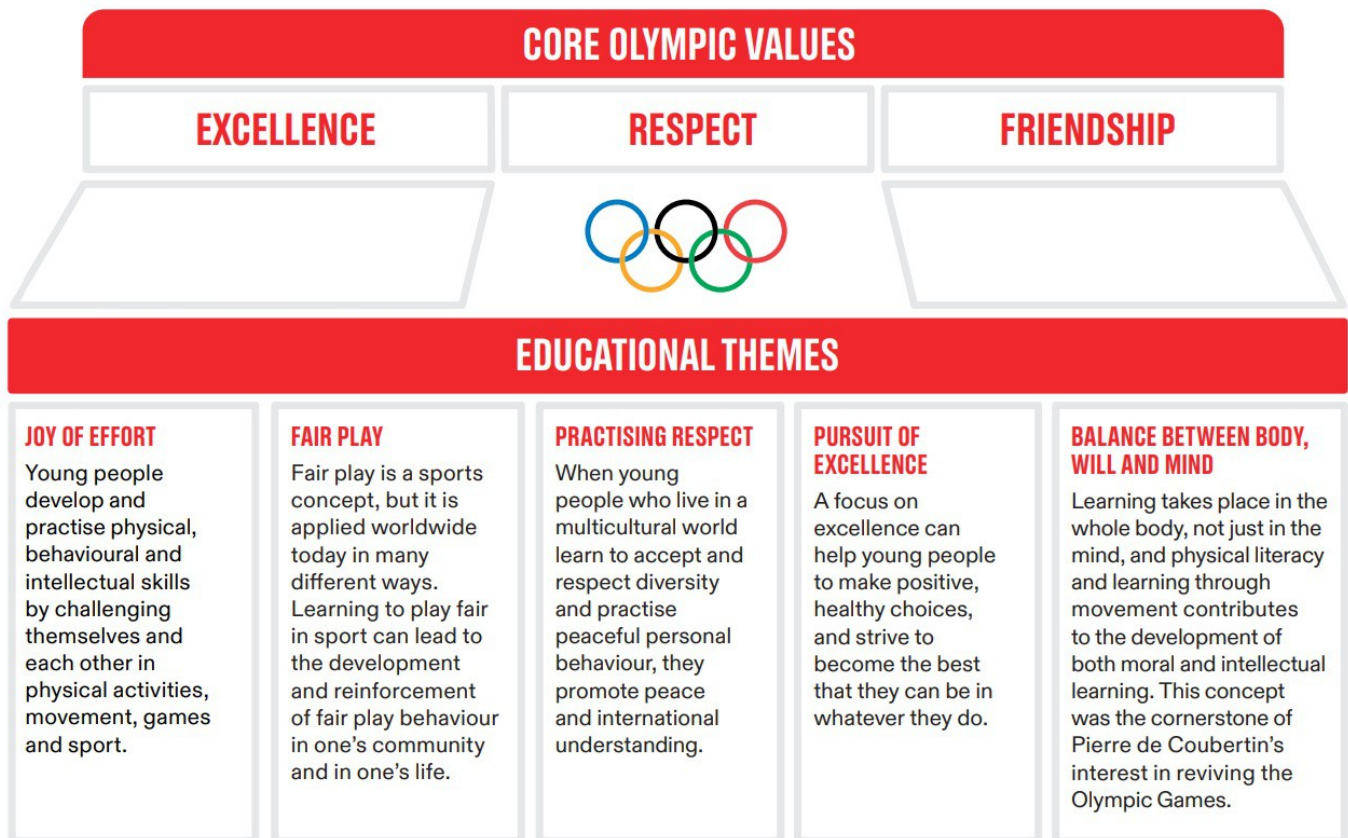 CORE OLYMPIC VALUES
EXCELLENCE
RESPECT
FRIENDSHIP
EDUCATIONAL THEMES
JOY OF EFFORT
Young people
develop and
practise physical,
behavioural and
intellectual skills
by challenging
themselves and
each other in
physical activities,
movement, games
and sport.
FAIR PLAY
Fair play is a sports
concept, but it is
applied worldwide
today in many
different ways.
Learning to play fair
in sport can lead to
the development
and reinforcement
of fair play behaviour
in one's community
and in one's life.
PRACTISING RESPECT
When young
people who live in a
multicultural world
learn to accept and
respect diversity
and practise
peaceful personal
behaviour, they
promote peace
and international
understanding.
PURSUIT OF
EXCELLENCE
A focus on
excellence can
help young people
to make positive,
healthy choices,
and strive to
become the best
that they can be in
whatever they do.
BALANCE BETWEEN BODY,
WILL AND MIND
Learning takes place in the
whole body, not just in the
mind, and physical literacy
and learning through
movement contributes
to the development of
both moral and intellectual
learning. This concept
was the cornerstone of
Pierre de Coubertin's
interest in reviving the
Olympic Games.